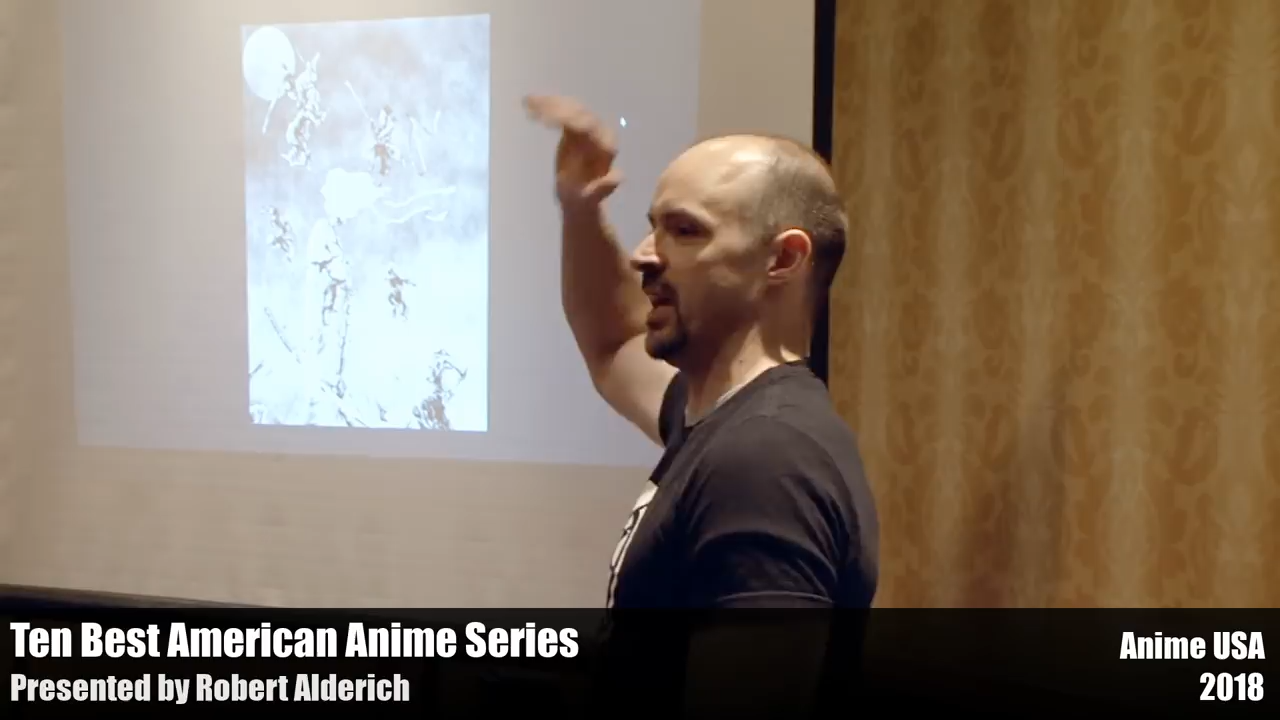 Ten Best American Anime Series
Presented by Robert Alderich
Anime USA
2018